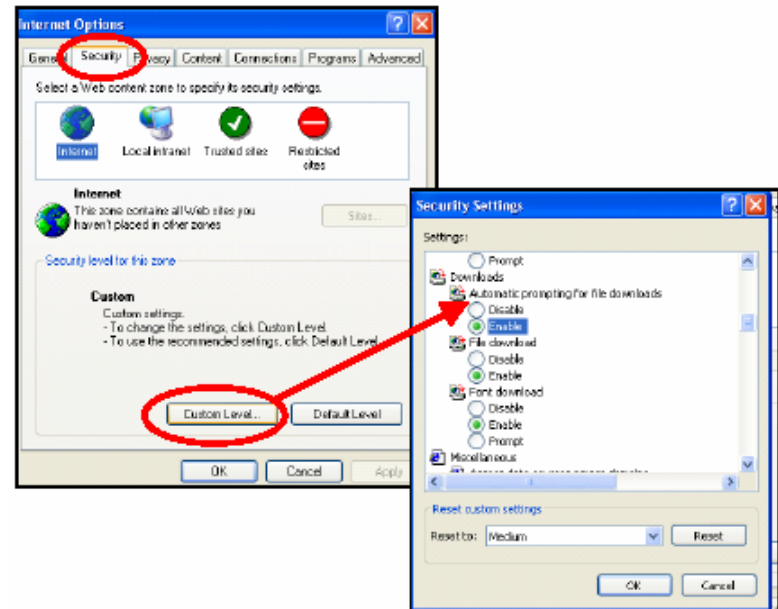 Internet Options
General Security Privacy Content Connections Programs Advanced
Select a Web content zone to specify its security settings.
Internet Local intranet Trusted sites Restricted
sites
Internet
This zone contains all Web sites you
haven't placed in other zones
Sites...
Security level for this zone
Custom
Custom settings.
- To change the settings, click Custom Level.
- To use the recommended settings, click Default Level.
Custom Level... Default Level
OK Cancel Apply
Security Settings
Settings:
Prompt
Downloads
Automatic prompting for file downloads
Disable
Enable
File download
Disable
Enable
Font download
Disable
Enable
Prompt
Miscellaneous
Access data sources across domains
Reset custom settings
Reset to: Medium Reset
OK Cancel